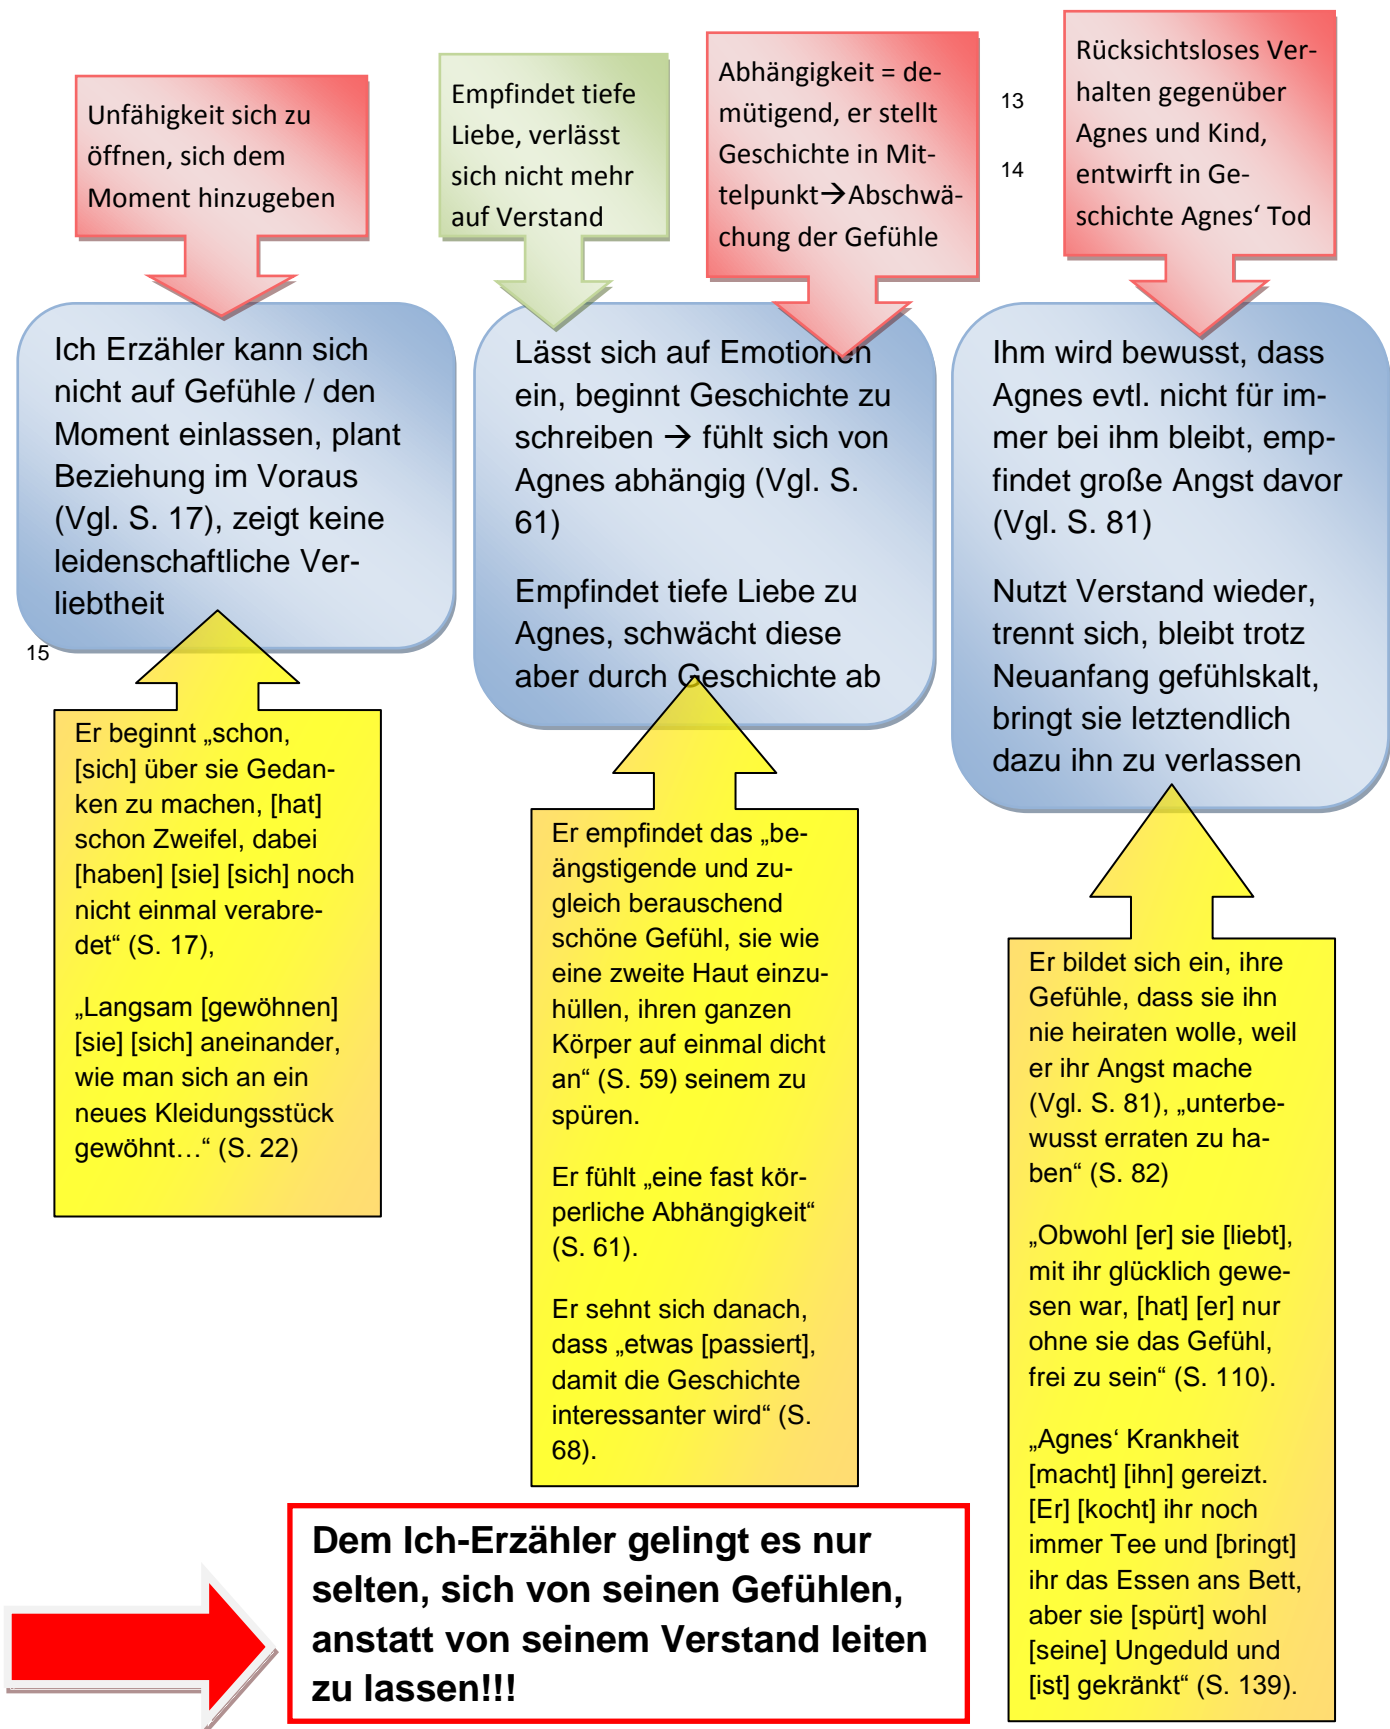 Unfähigkeit sich zu
öffnen, sich dem
Moment hinzugeben
Empfindet tiefe
Liebe, verlässt
sich nicht mehr
auf Verstand
Abhängigkeit = de-
mütigend, er stellt
Geschichte in Mit-
telpunkt→Abschwä-
chung der Gefühle
13
14
Rücksichtsloses Ver-
halten gegenüber
Agnes und Kind,
entwirft in Ge-
schichte Agnes‘ Tod
Ich Erzähler kann sich
nicht auf Gefühle / den
Moment einlassen, plant
Beziehung im Voraus
(Vgl. S. 17), zeigt keine
leidenschaftliche Ver-
liebtheit
Lässt sich auf Emotionen
ein, beginnt Geschichte zu
schreiben → fühlt sich von
Agnes abhängig (Vgl. S.
61)
Empfindet tiefe Liebe zu
Agnes, schwächt diese
aber durch Geschichte ab
Ihm wird bewusst, dass
Agnes evtl. nicht für im-
mer bei ihm bleibt, emp-
findet große Angst davor
(Vgl. S. 81)
Nutzt Verstand wieder,
trennt sich, bleibt trotz
Neuanfang gefühlskalt,
bringt sie letztendlich
dazu ihn zu verlassen
15
Er beginnt „schon,
[sich] über sie Gedan-
ken zu machen, [hat]
schon Zweifel, dabei
[haben] [sie] [sich] noch
nicht einmal verabre-
det“ (S. 17),
„Langsam [gewöhnen]
[sie] [sich] aneinander,
wie man sich an ein
neues Kleidungsstück
gewöhnt…“ (S. 22)
Er empfindet das „be-
ängstigende und zu-
gleich berauschend
schöne Gefühl, sie wie
eine zweite Haut einzu-
hüllen, ihren ganzen
Körper auf einmal dicht
an“ (S. 59) seinem zu
spüren.
Er fühlt „eine fast kör-
perliche Abhängigkeit“
(S. 61).
Er sehnt sich danach,
dass „etwas [passiert],
damit die Geschichte
interessanter wird“ (S.
68).
Er bildet sich ein, ihre
Gefühle, dass sie ihn
nie heiraten wolle, weil
er ihr Angst mache
(Vgl. S. 81), „unterbe-
wusst erraten zu ha-
ben“ (S. 82)
„Obwohl [er] sie [liebt],
mit ihr glücklich gewe-
sen war, [hat] [er] nur
ohne sie das Gefühl,
frei zu sein“ (S. 110).
„Agnes‘ Krankheit
[macht] [ihn] gereizt.
[Er] [kocht] ihr noch
immer Tee und [bringt]
ihr das Essen ans Bett,
aber sie [spürt] wohl
[seine] Ungeduld und
[ist] gekränkt“ (S. 139).
Dem Ich-Erzähler gelingt es nur
selten, sich von seinen Gefühlen,
anstatt von seinem Verstand leiten
zu lassen!!!